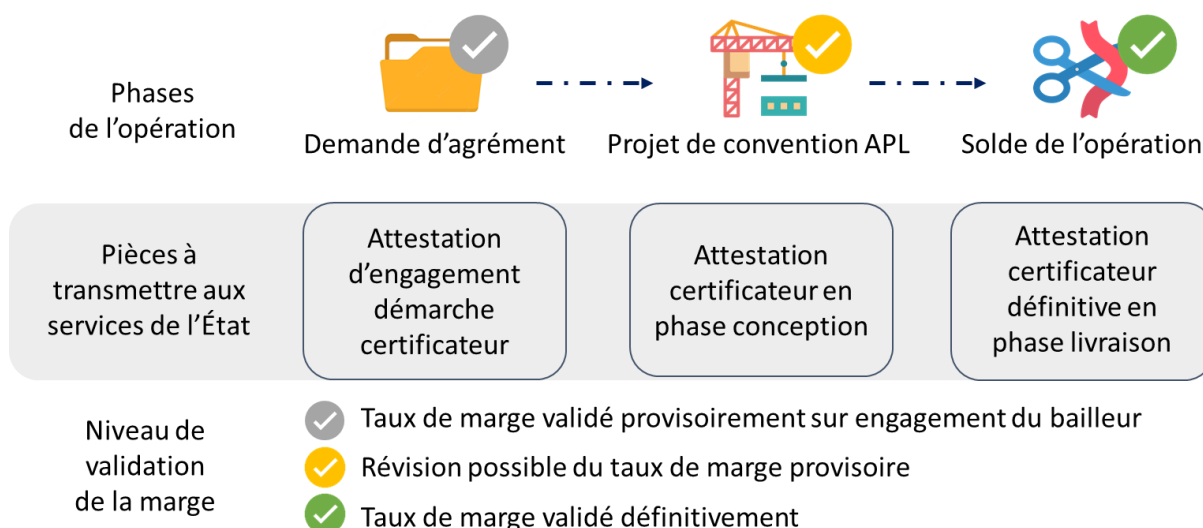 Phases
de l’opération
Demande d’agrément
Projet de convention APL
Solde de l’opération
Pièces à
transmettre aux
services de l’État
Attestation
d’engagement
démarche
certificateur
Attestation
certificateur en
phase conception
Attestation
certificateur
définitive en
phase livraison
Niveau de
validation
de la marge
Taux de marge validé provisoirement sur engagement du bailleur
Révision possible du taux de marge provisoire
Taux de marge validé définitivement